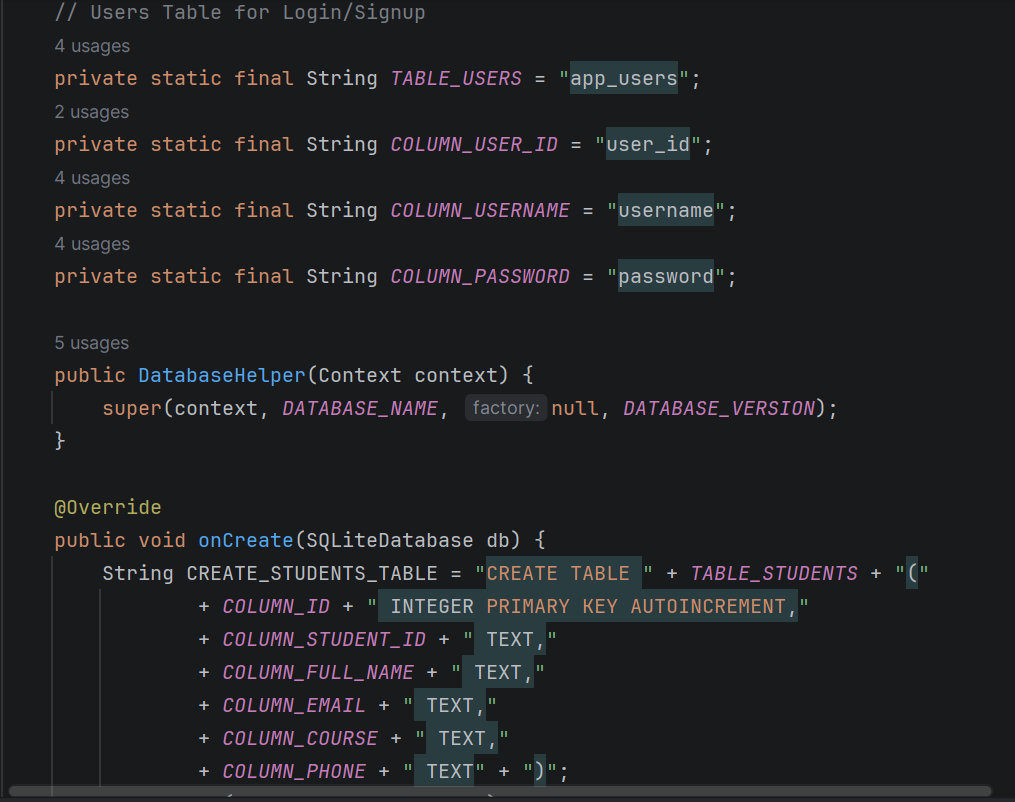 // Users Table for Login/Signup
4 usages
private static final String TABLE_USERS = "app_users";
2 usages
private static final String COLUMN_USER_ID = "user_id";
4 usages
private static final String COLUMN_USERNAME = "username";
4 usages
private static final String COLUMN_PASSWORD = "password";
5 usages
public DatabaseHelper(Context context) {
super(context, DATABASE_NAME, factory: null, DATABASE_VERSION);
}
@Override
public void onCreate(SQLiteDatabase db) {
String CREATE_STUDENTS_TABLE = "CREATE TABLE " + TABLE_STUDENTS + "("
+ COLUMN_ID + " INTEGER PRIMARY KEY AUTOINCREMENT,"
+ COLUMN_STUDENT_ID + " TEXT,"
+ COLUMN_FULL_NAME + " TEXT,"
+ COLUMN_EMAIL + " TEXT,"
+ COLUMN_COURSE + " TEXT,"
+ COLUMN_PHONE + " TEXT" + ")";